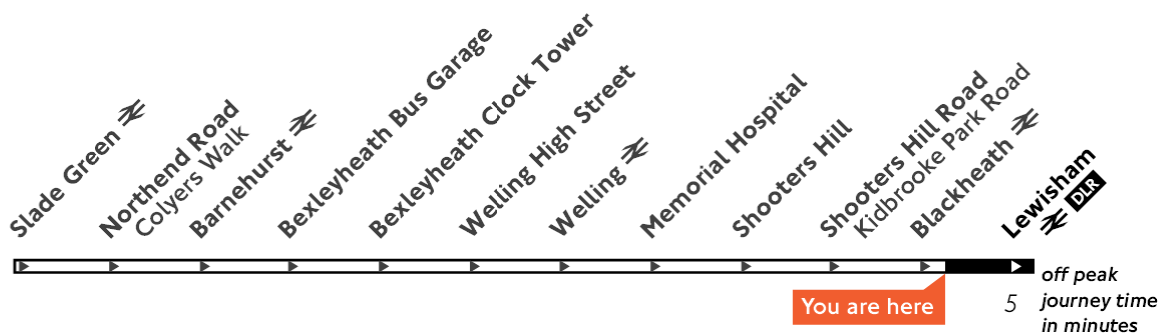 Slade Green
Northend Road
Colyers Walk
Barnehurst
Bexleyheath Bus Garage
Bexleyheath Clock Tower
Welling High Street
Welling
Memorial Hospital
Shooters Hill
Shooters Hill Road
Kidbrooke Park Road
Blackheath
Lewisham
DLR
You are here
5
off peak
journey time
in minutes